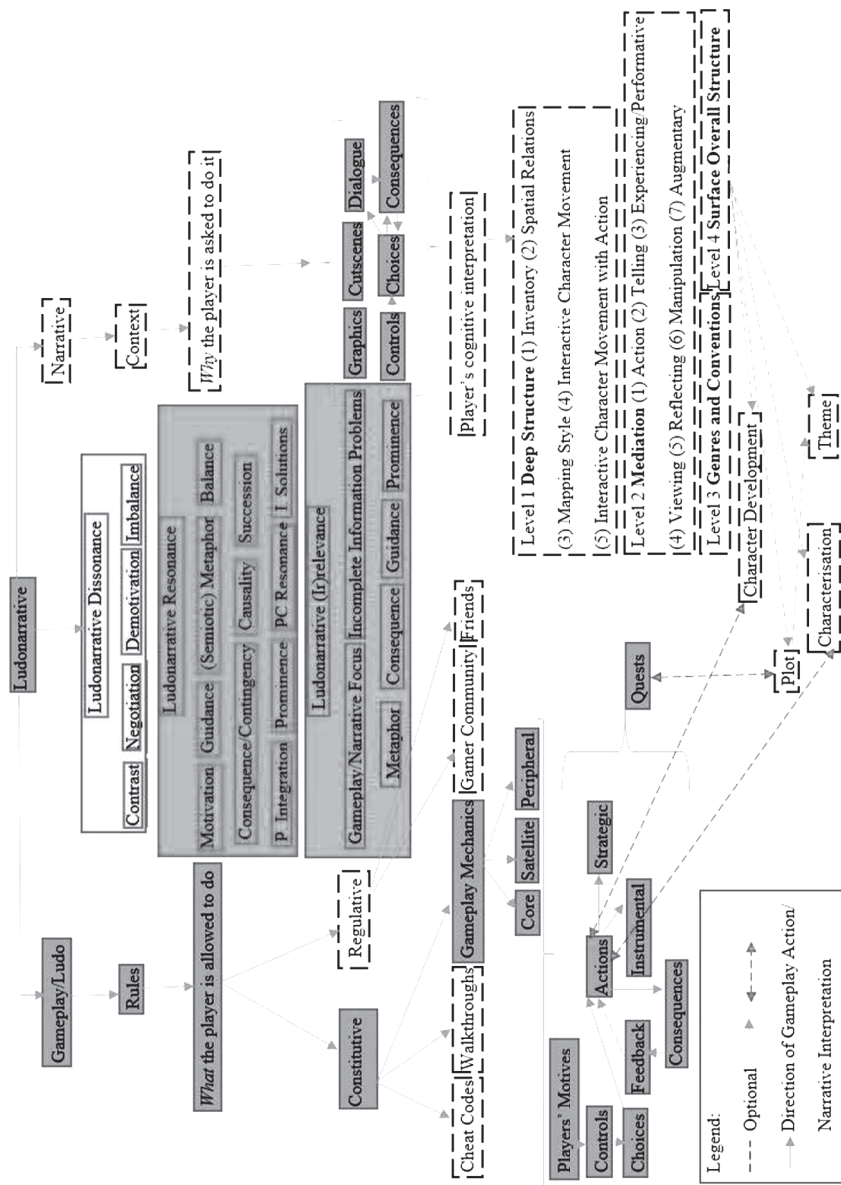 Ludonarrative
Gameplay/Ludo
Rules
What the player is allowed to do
Constitutive
Regulative
Cheat Codes
Walkthroughs
Gameplay Mechanics
Gamer Community
Friends
Core
Satellite
Peripheral
Players’ Motives
Controls
Choices
Feedback
Actions
Consequences
Instrumental
Strategic
Quests
Ludonarrative Dissonance
Contrast
Negotiation
Demotivation
Imbalance
Ludonarrative Resonance
Motivation
Guidance
(Semiotic) Metaphor
Balance
Consequence/Contingency
Causality
Succession
P. Integration
Prominence
PC Resonance
I. Solutions
Ludonarrative (Ir)relevance
Gameplay/Narrative Focus
Incomplete Information Problems
Metaphor
Consequence
Guidance
Prominence
Narrative
Context
Why the player is asked to do it
Graphics
Cutscenes
Dialogue
Controls
Choices
Consequences
Player’s cognitive interpretation
Level 1 Deep Structure (1) Inventory (2) Spatial Relations
(3) Mapping Style (4) Interactive Character Movement
(5) Interactive Character Movement with Action
Level 2 Mediation (1) Action (2) Telling (3) Experiencing/Performative
(4) Viewing (5) Reflecting (6) Manipulation (7) Augmentary
Level 3 Genres and Conventions
Level 4 Surface Overall Structure
Character Development
Plot
Characterisation
Theme
Legend:
Optional
Direction of Gameplay Action/
Narrative Interpretation